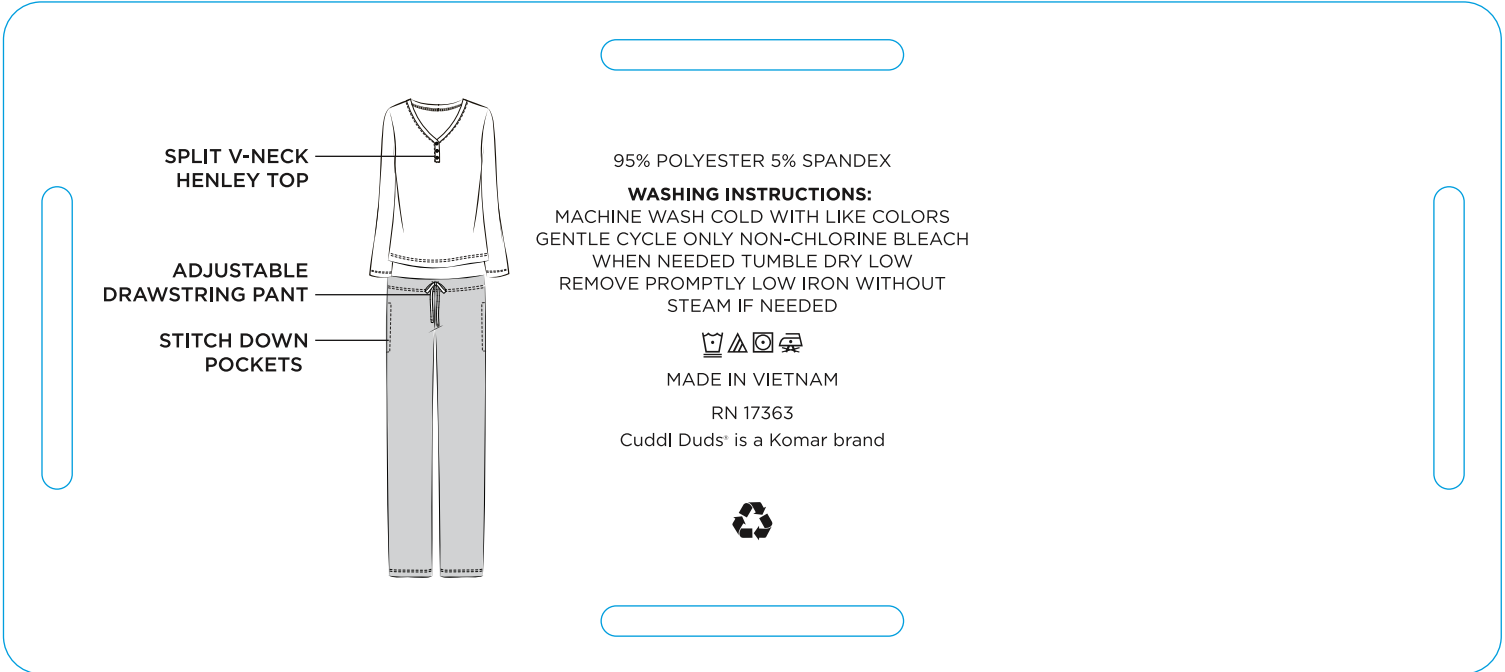 SPLIT V-NECK
HENLEY TOP
ADJUSTABLE
DRAWSTRING PANT
STITCH DOWN
POCKETS
95% POLYESTER 5% SPANDEX
WASHING INSTRUCTIONS:
MACHINE WASH COLD WITH LIKE COLORS
GENTLE CYCLE ONLY NON-CHLORINE BLEACH
WHEN NEEDED TUMBLE DRY LOW
REMOVE PROMPTLY LOW IRON WITHOUT
STEAM IF NEEDED
MADE IN VIETNAM
RN 17363
Cuddl Duds® is a Komar brand